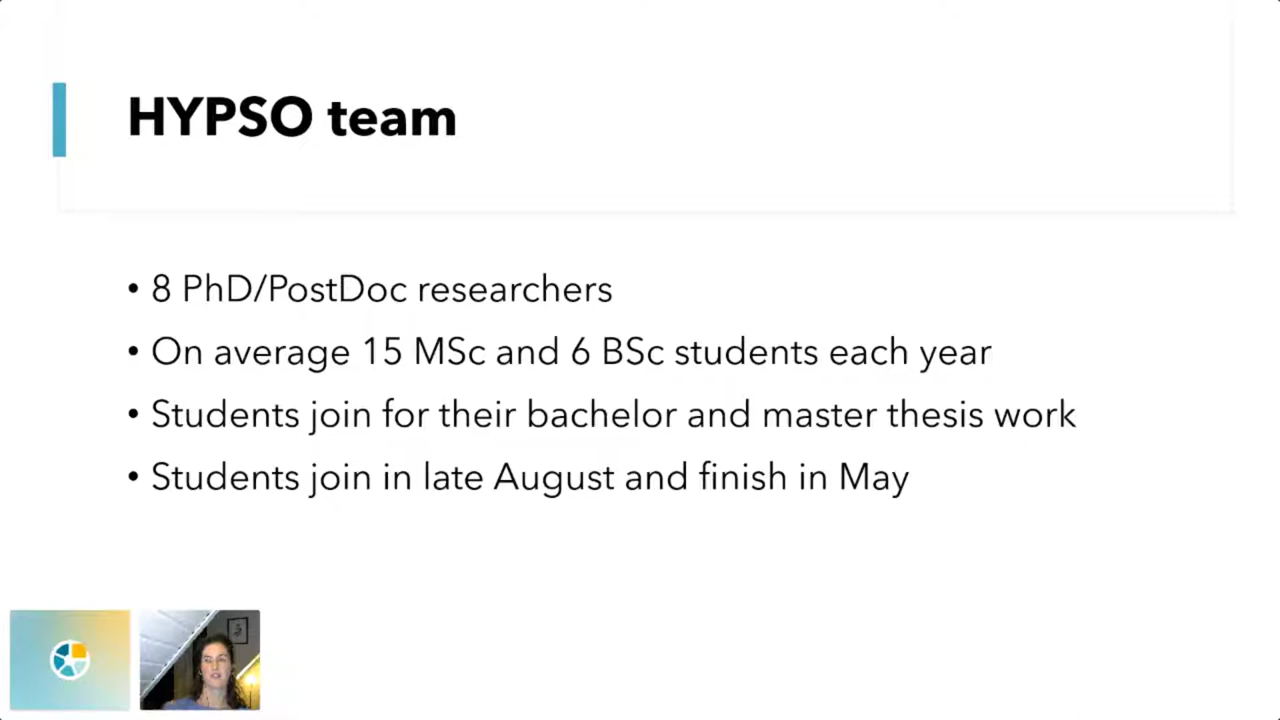 HYPSO team
• 8 PhD/PostDoc researchers
• On average 15 MSc and 6 BSc students each year
• Students join for their bachelor and master thesis work
• Students join in late August and finish in May